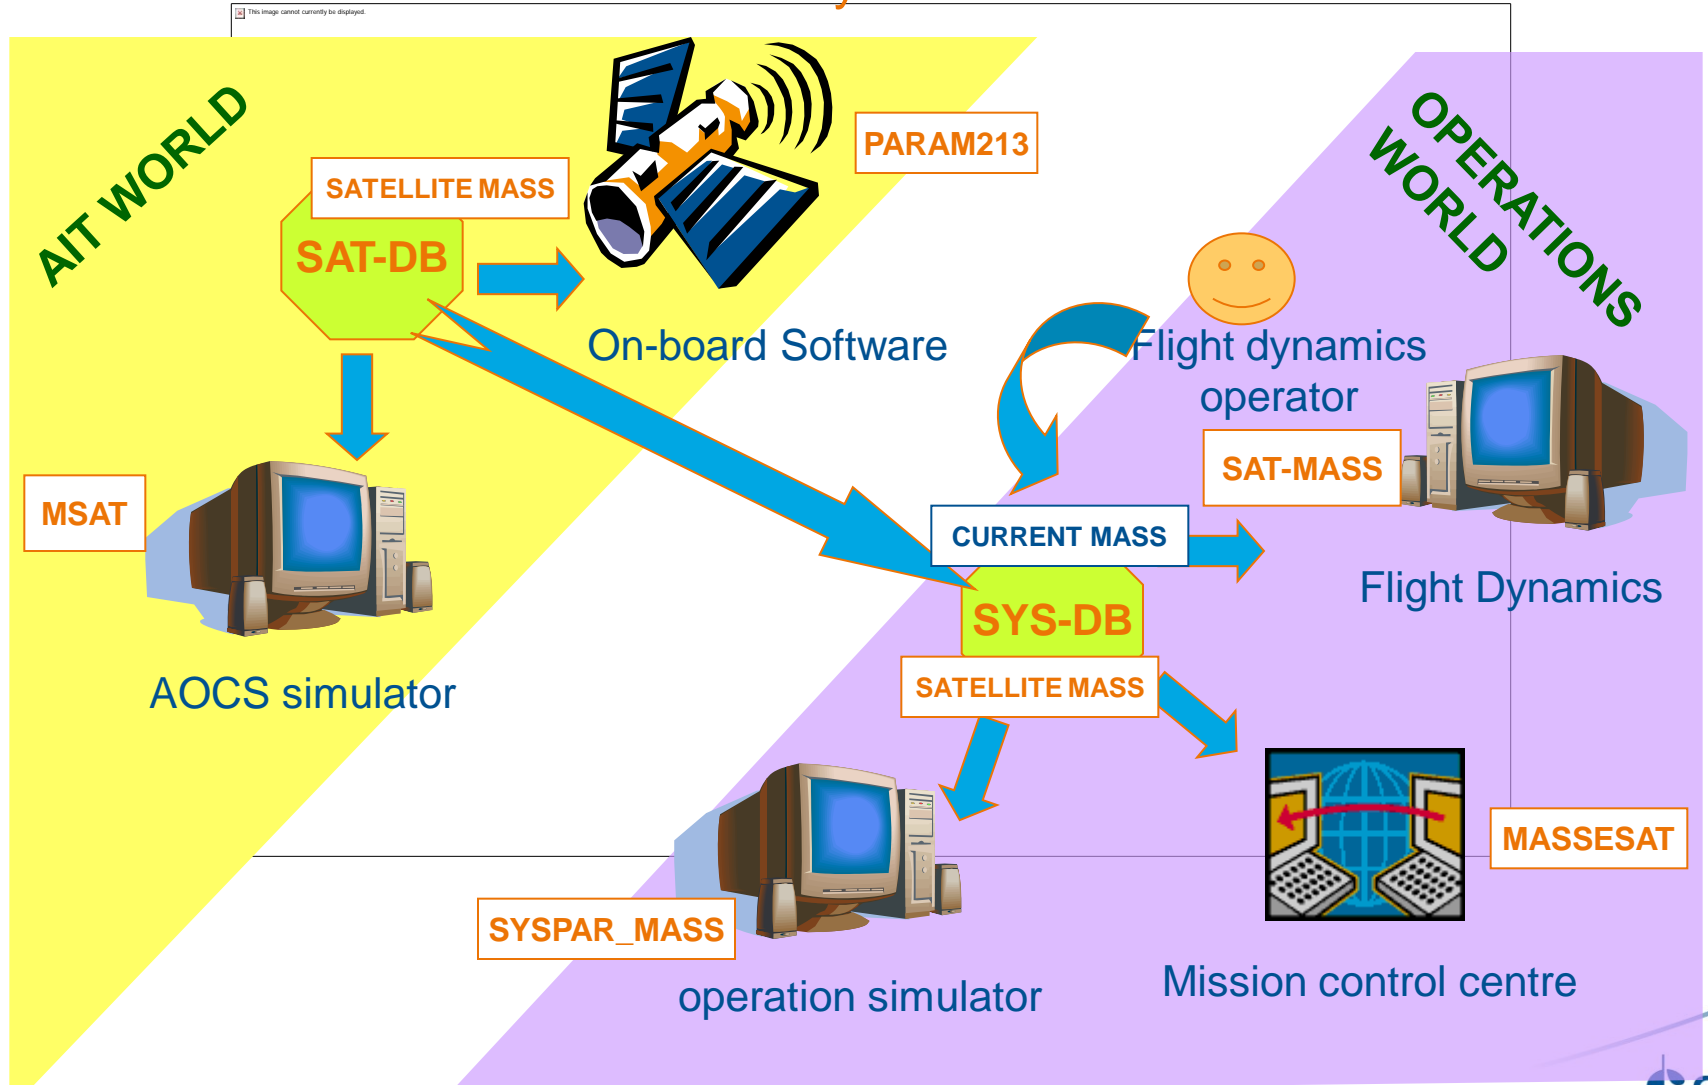 This image cannot currently be displayed.
AIT WORLD
OPERATIONS
WORLD
PARAM213
SATELLITE MASS
SAT-DB
On-board Software
Flight dynamics
operator
SAT-MASS
MSAT
CURRENT MASS
Flight Dynamics
SYS-DB
SATELLITE MASS
AOCS simulator
MASSESAT
SYSPAR_MASS
Mission control centre
operation simulator